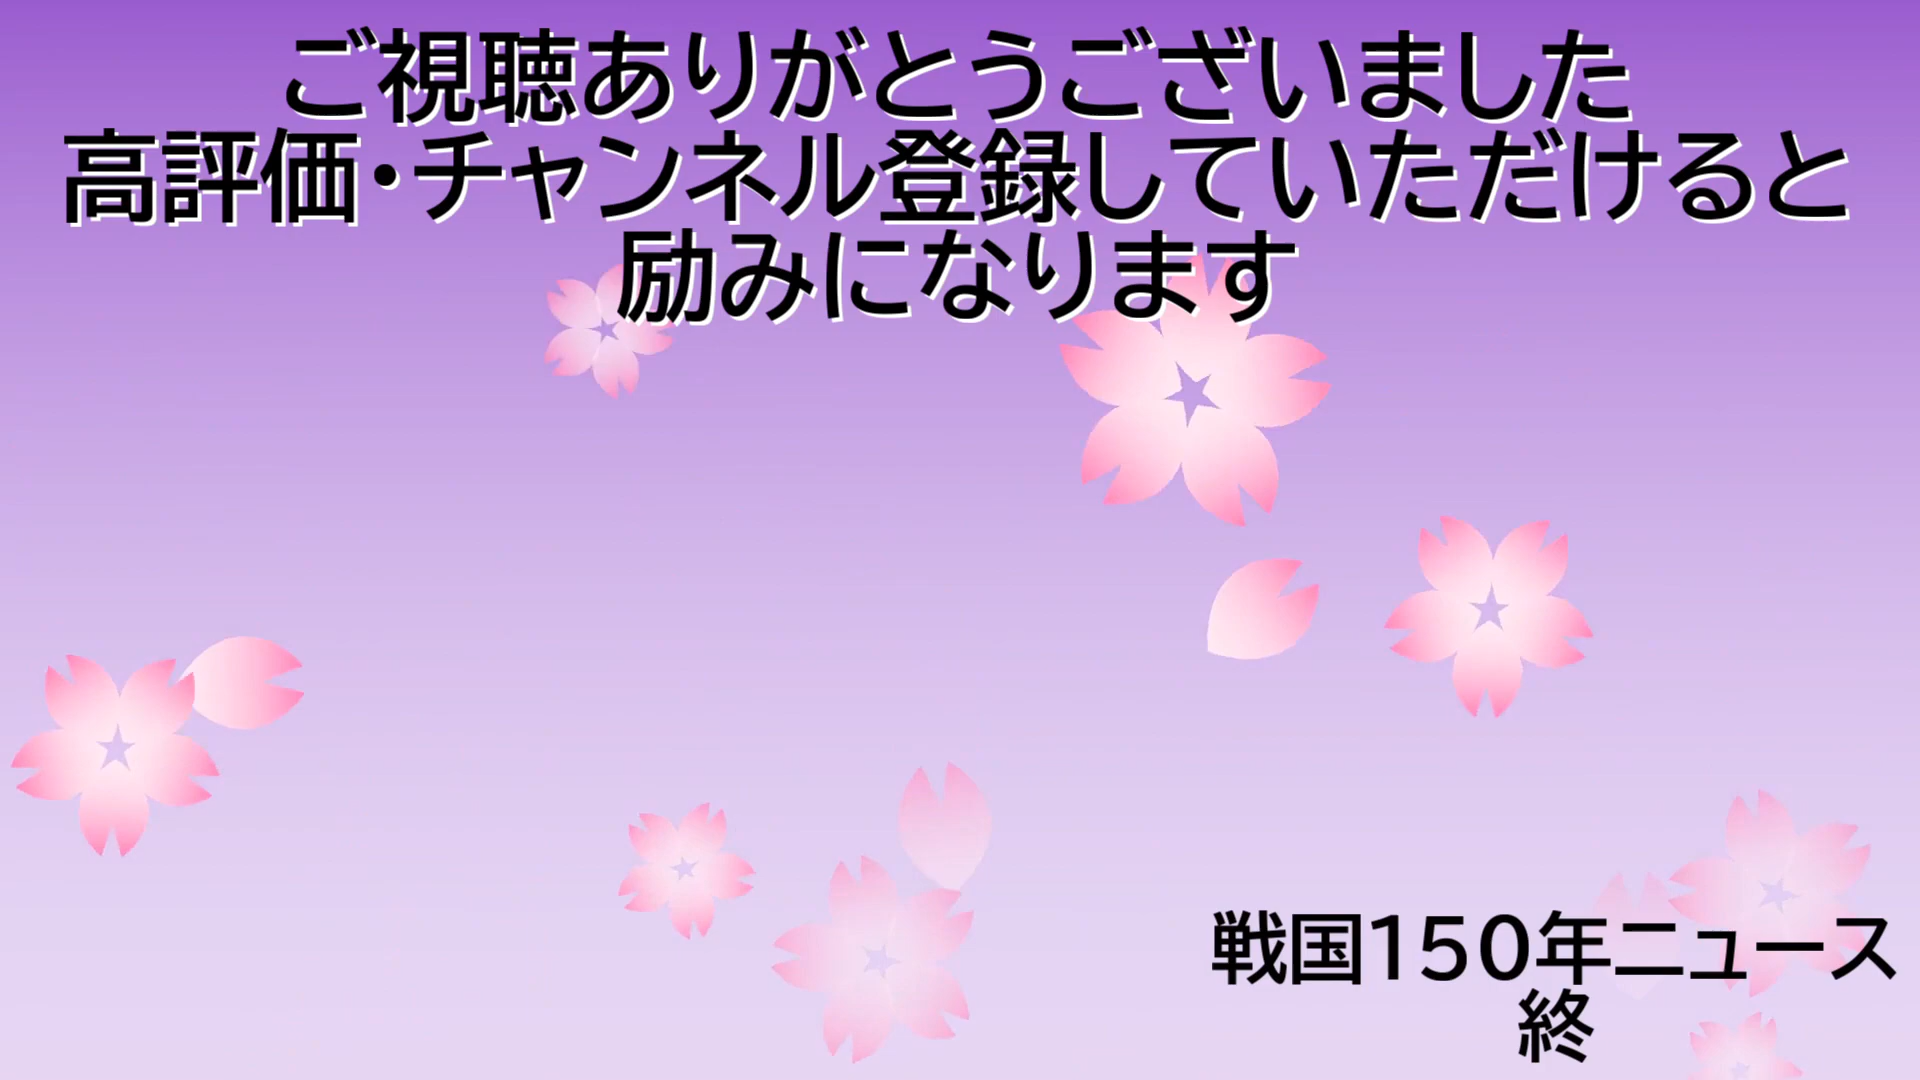 ご視聴ありがとうございました
高評価・チャンネル登録していただけると
励みになります
戦国150年ニュース
終